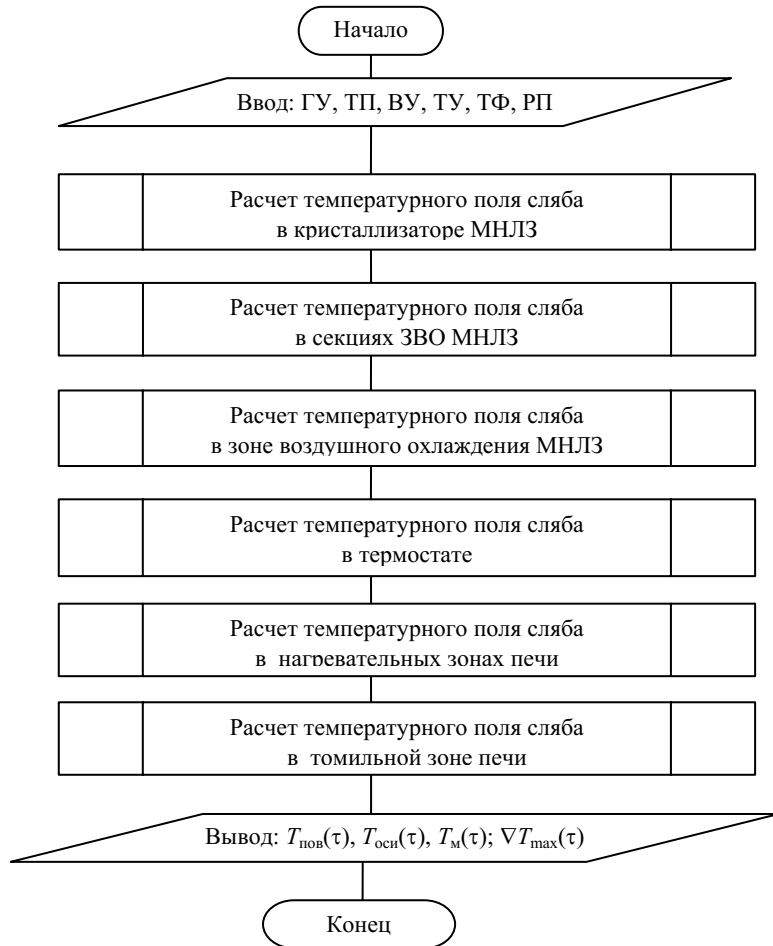 Начало
Ввод: ГУ, ТП, ВУ, ТУ, ТФ, РП
Расчет температурного поля сляба
в кристаллизаторе МНЛЗ
Расчет температурного поля сляба
в секциях ЗВО МНЛЗ
Расчет температурного поля сляба
в зоне воздушного охлаждения МНЛЗ
Расчет температурного поля сляба
в термостате
Расчет температурного поля сляба
в нагревательных зонах печи
Расчет температурного поля сляба
в томильной зоне печи
Вывод: Tпов(τ), Tоси(τ), Tм(τ); ∇Tmax(τ)
Конец